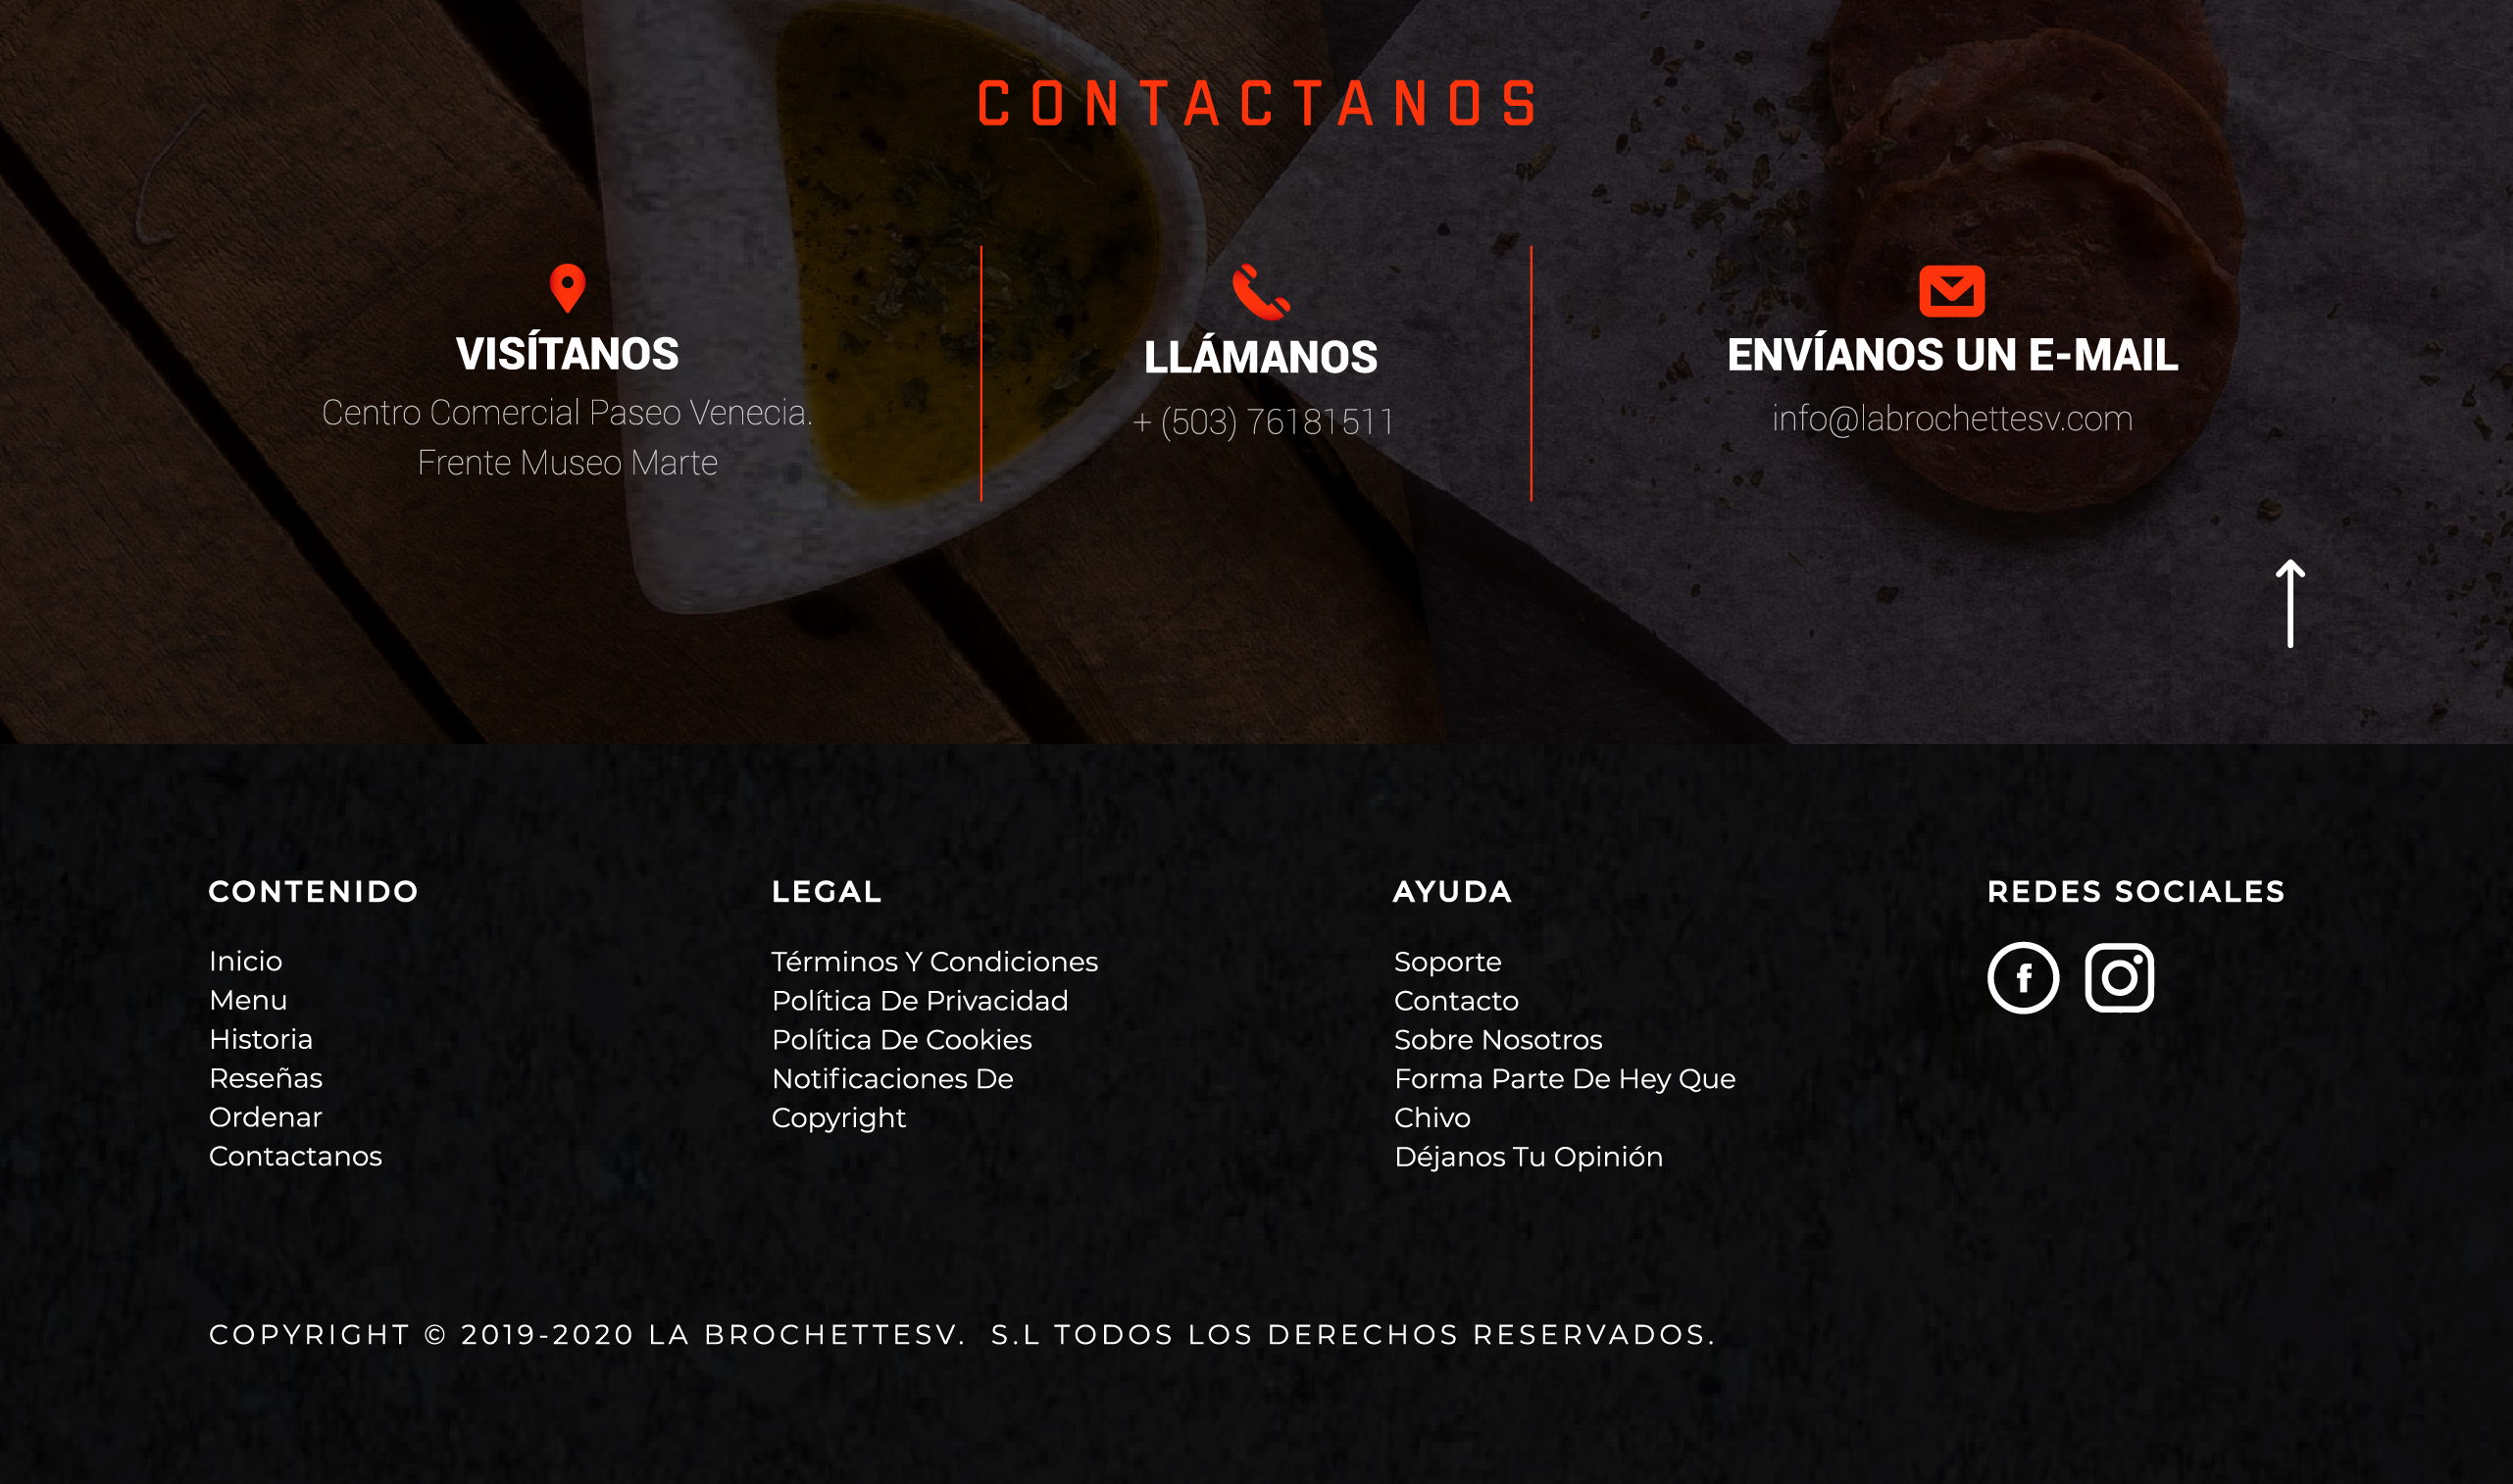 CONTACTANOS
VISÍTANOS
Centro Comercial Paseo Venecia.
Frente Museo Marte
LLÁMANOS
+ (503) 76181511
ENVÍANOS UN E-MAIL
info@labrochettesv.com
CONTENIDO
Inicio
Menu
Historia
Reseñas
Ordenar
Contactanos
LEGAL
Términos Y Condiciones
Política De Privacidad
Política De Cookies
Notificaciones De
Copyright
AYUDA
Soporte
Contacto
Sobre Nosotros
Forma Parte De Hey Que
Chivo
Déjanos Tu Opinión
REDES SOCIALES
COPYRIGHT © 2019-2020 LA BROCHETTESV. S.L TODOS LOS DERECHOS RESERVADOS.